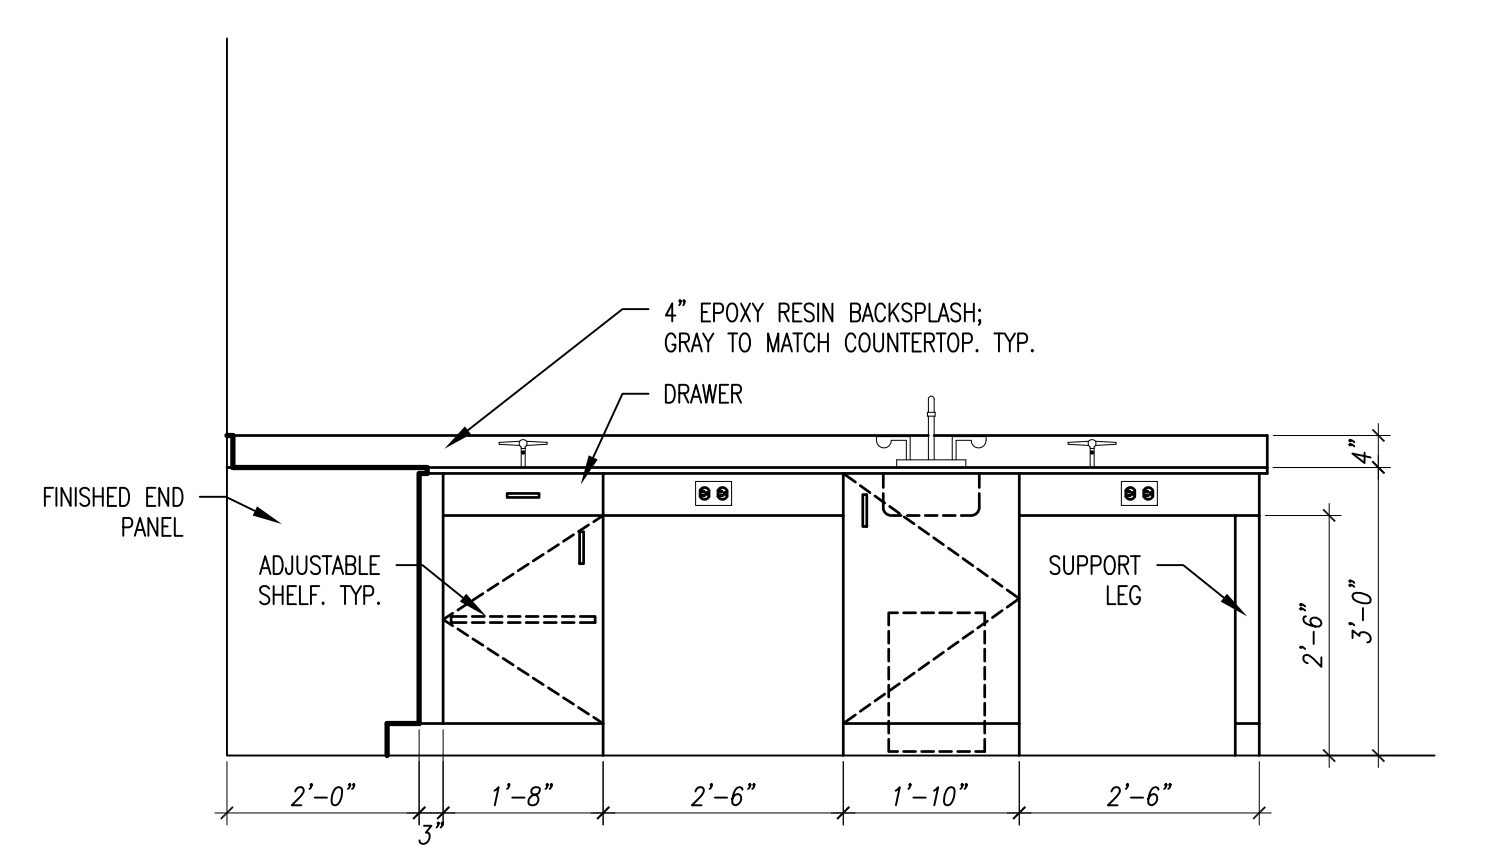 4” EPOXY RESIN BACKSPLASH;
GRAY TO MATCH COUNTERTOP. TYP.
DRAWER
4”
FINISHED END
PANEL
ADJUSTABLE
SHELF. TYP.
SUPPORT
LEG
2’-6”
3’-0”
2’-0”
3”
1’-8”
2’-6”
1’-10”
2’-6”